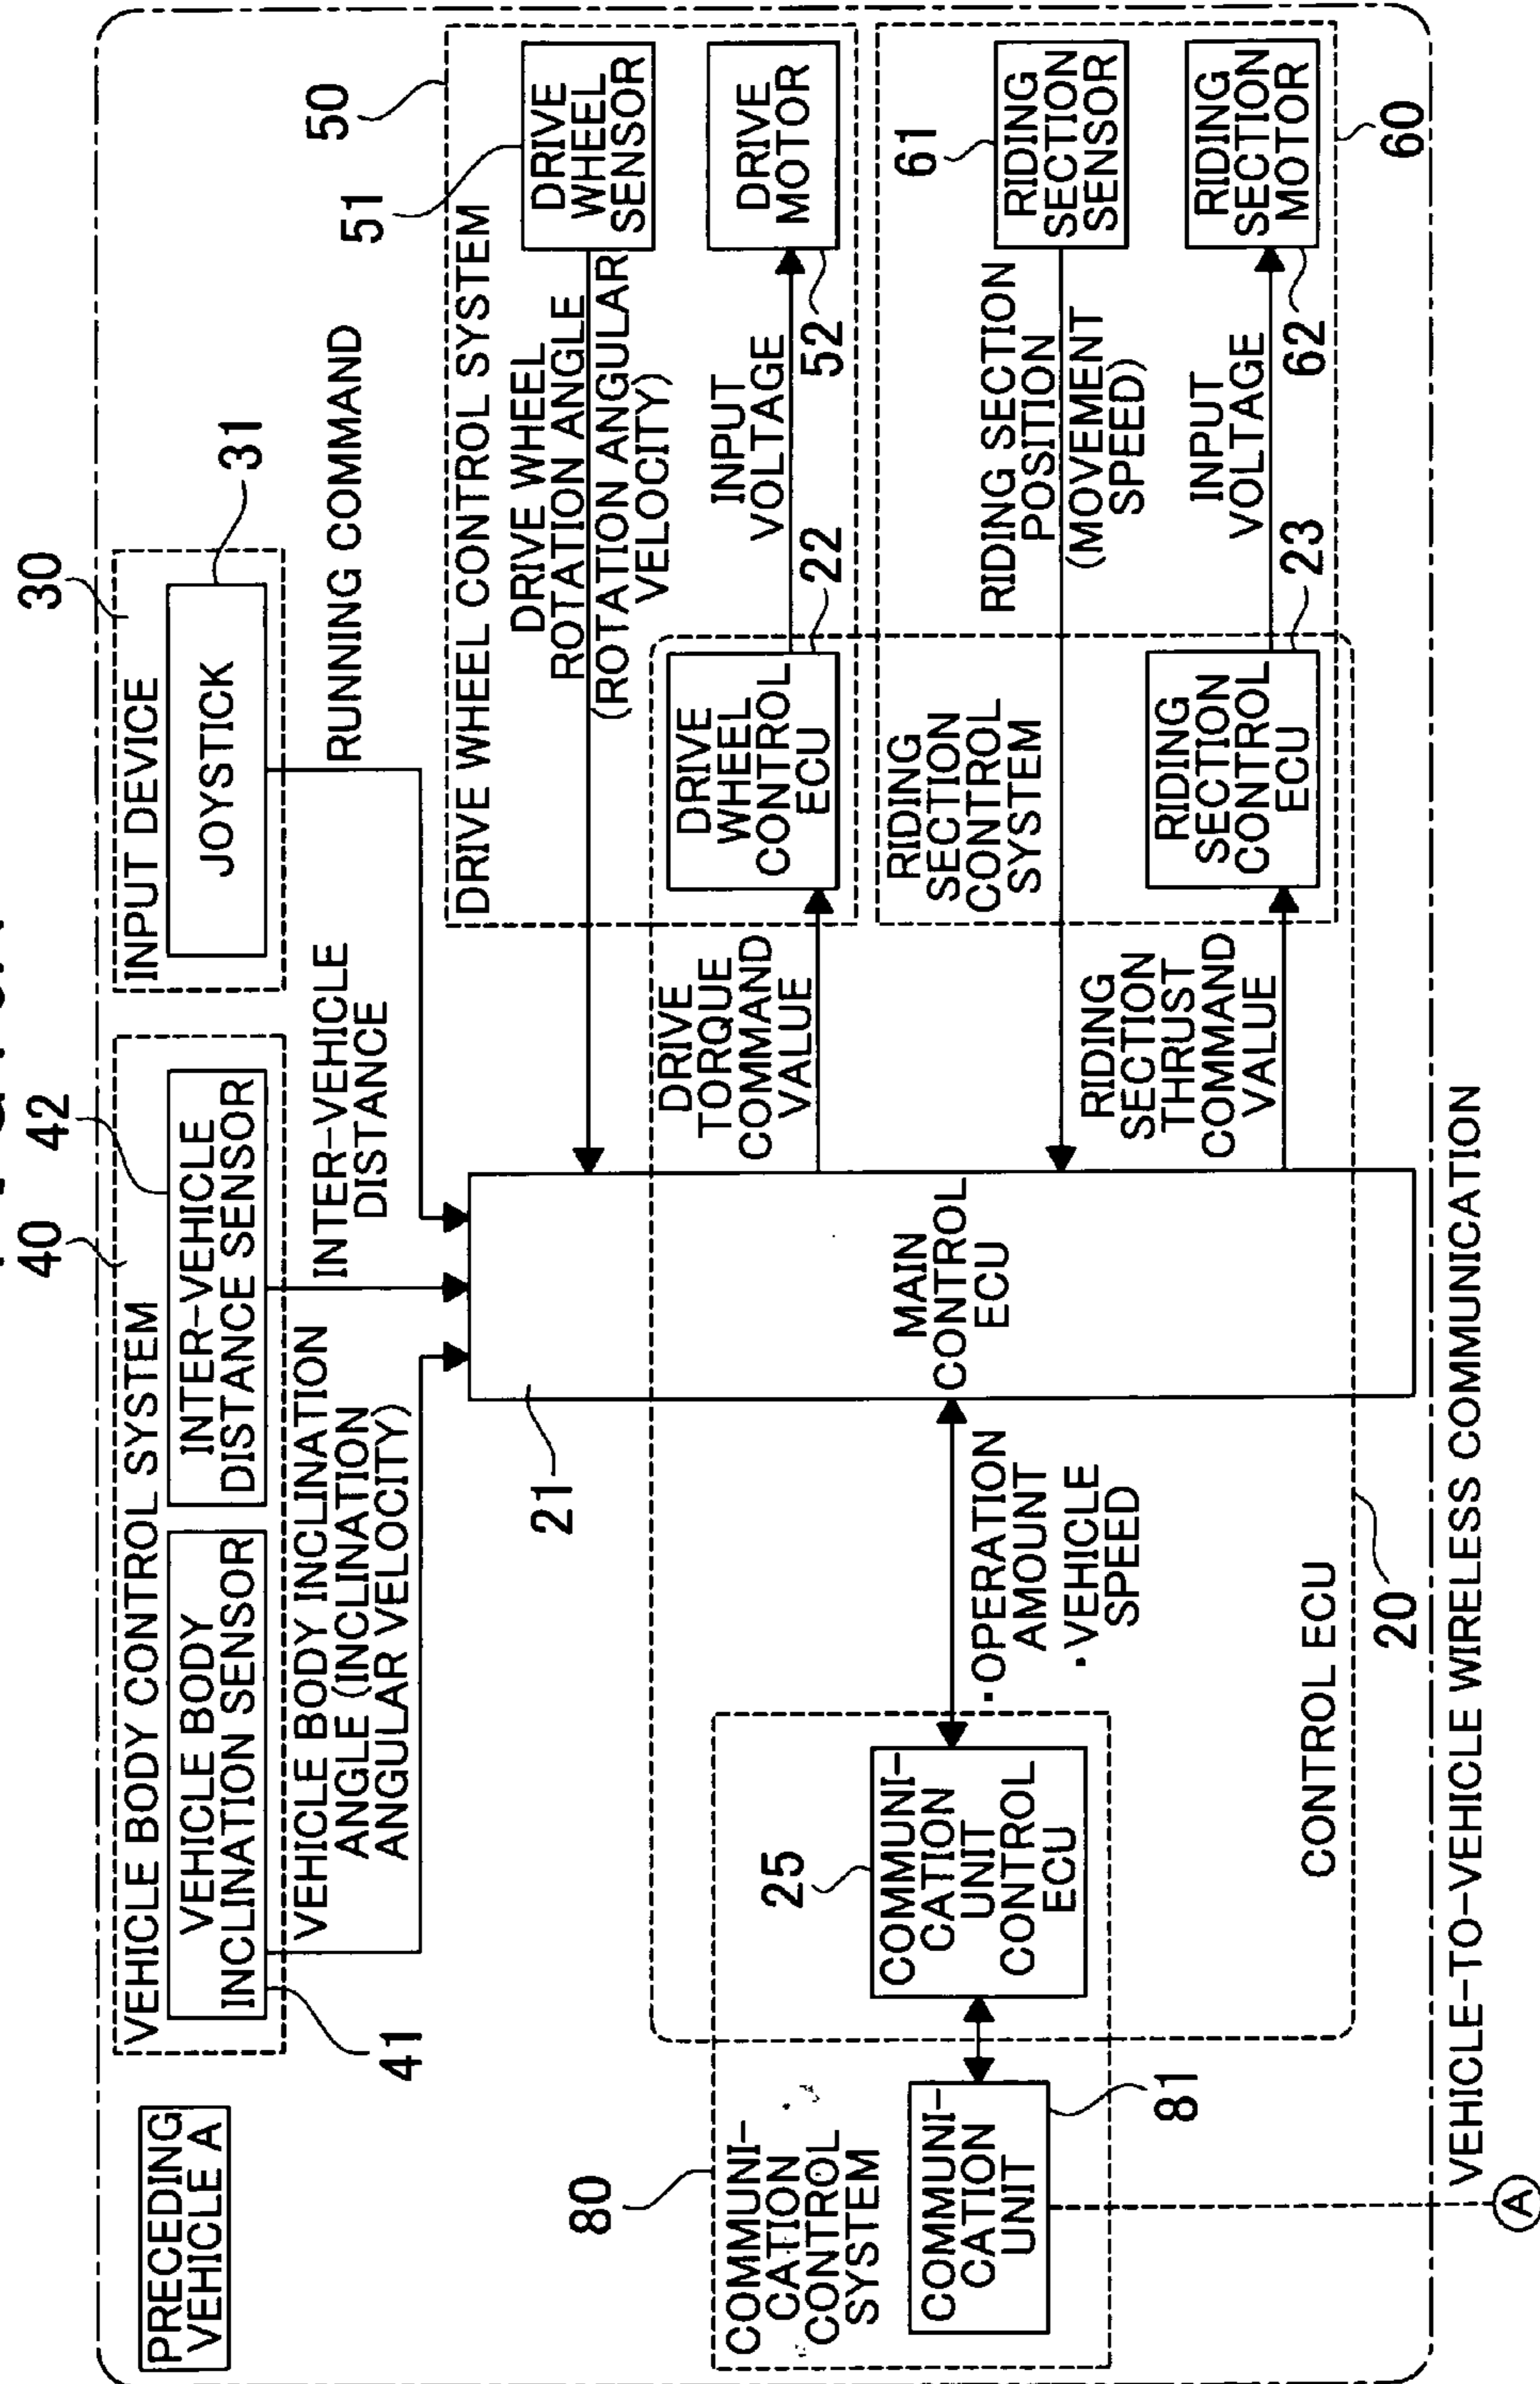 PRECEDING
VEHICLE A
VEHICLE BODY CONTROL SYSTEM
40
VEHICLE BODY
INCLINATION SENSOR
41
INTER-VEHICLE
DISTANCE SENSOR
42
INPUT DEVICE
30
JOYSTICK
31
VEHICLE BODY INCLINATION
ANGLE (INCLINATION
ANGULAR VELOCITY)
INTER-VEHICLE
DISTANCE
RUNNING COMMAND
50
51
DRIVE WHEEL CONTROL SYSTEM
DRIVE
WHEEL
SENSOR
DRIVE WHEEL
ROTATION ANGLE
(ROTATION ANGULAR
VELOCITY)
21
80
COMMUNI-
CATION
CONTROL
SYSTEM
COMMUNI-
CATION
UNIT
81
25
COMMUNI-
CATION
UNIT
CONTROL
ECU
·OPERATION
AMOUNT
·VEHICLE
SPEED
MAIN
CONTROL
ECU
DRIVE
TORQUE
COMMAND
VALUE
DRIVE
WHEEL
CONTROL
ECU
22
INPUT
VOLTAGE
DRIVE
MOTOR
52
RIDING
SECTION
CONTROL
SYSTEM
RIDING SECTION
POSITION
(MOVEMENT
SPEED)
61
RIDING
SECTION
SENSOR
RIDING
SECTION
THRUST
COMMAND
VALUE
RIDING
SECTION
CONTROL
ECU
23
INPUT
VOLTAGE
RIDING
SECTION
MOTOR
62
60
CONTROL ECU
20
VEHICLE-TO-VEHICLE WIRELESS COMMUNICATION
A